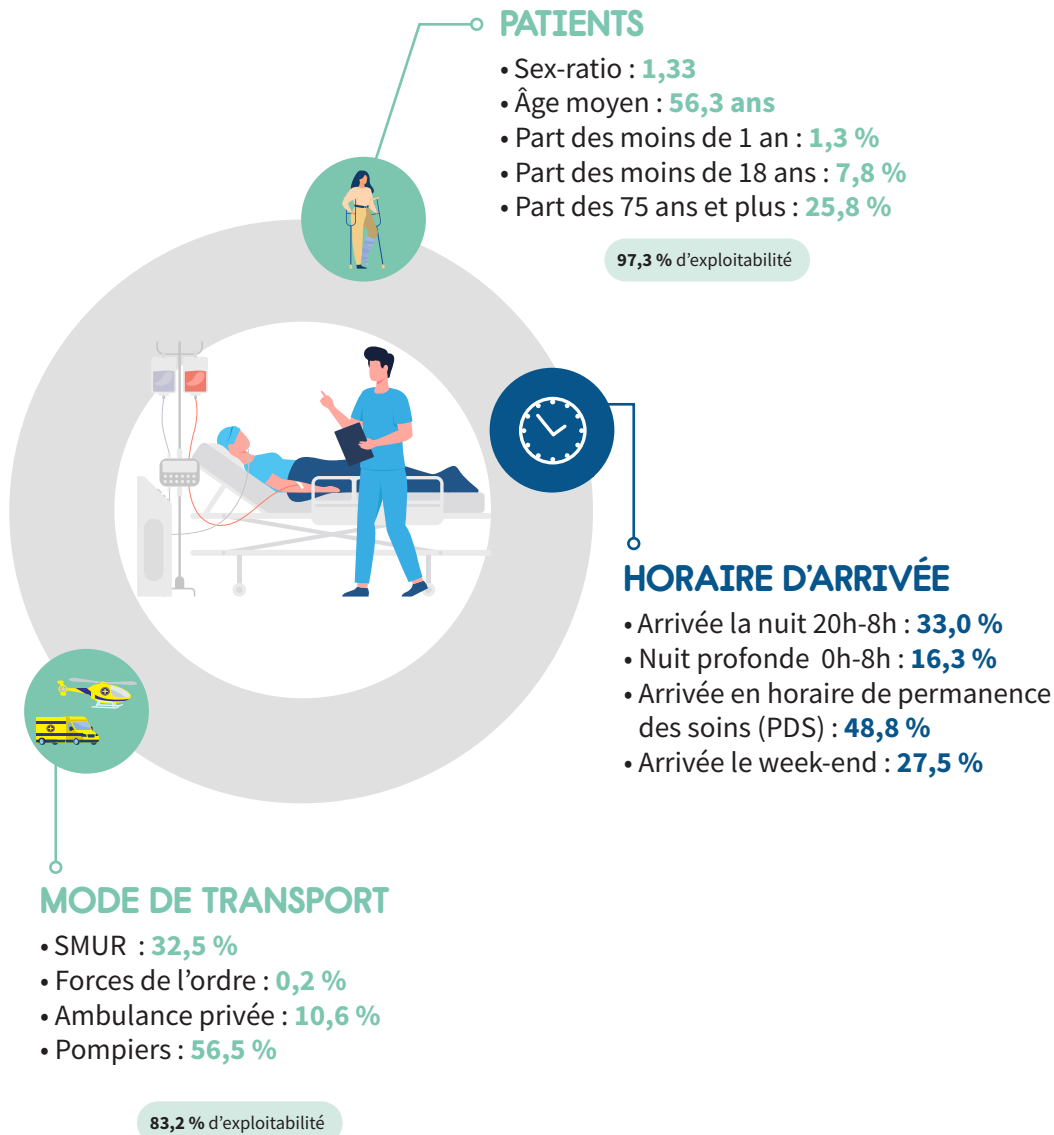 PATIENTS
• Sex-ratio : 1,33
• Âge moyen : 56,3 ans
• Part des moins de 1 an : 1,3 %
• Part des moins de 18 ans : 7,8 %
• Part des 75 ans et plus : 25,8 %
97,3 % d’exploitabilité
HORAIRE D’ARRIVÉE
• Arrivée la nuit 20h-8h : 33,0 %
• Nuit profonde 0h-8h : 16,3 %
• Arrivée en horaire de permanence
des soins (PDS) : 48,8 %
• Arrivée le week-end : 27,5 %
MODE DE TRANSPORT
• SMUR : 32,5 %
• Forces de l’ordre : 0,2 %
• Ambulance privée : 10,6 %
• Pompiers : 56,5 %
83,2 % d’exploitabilité